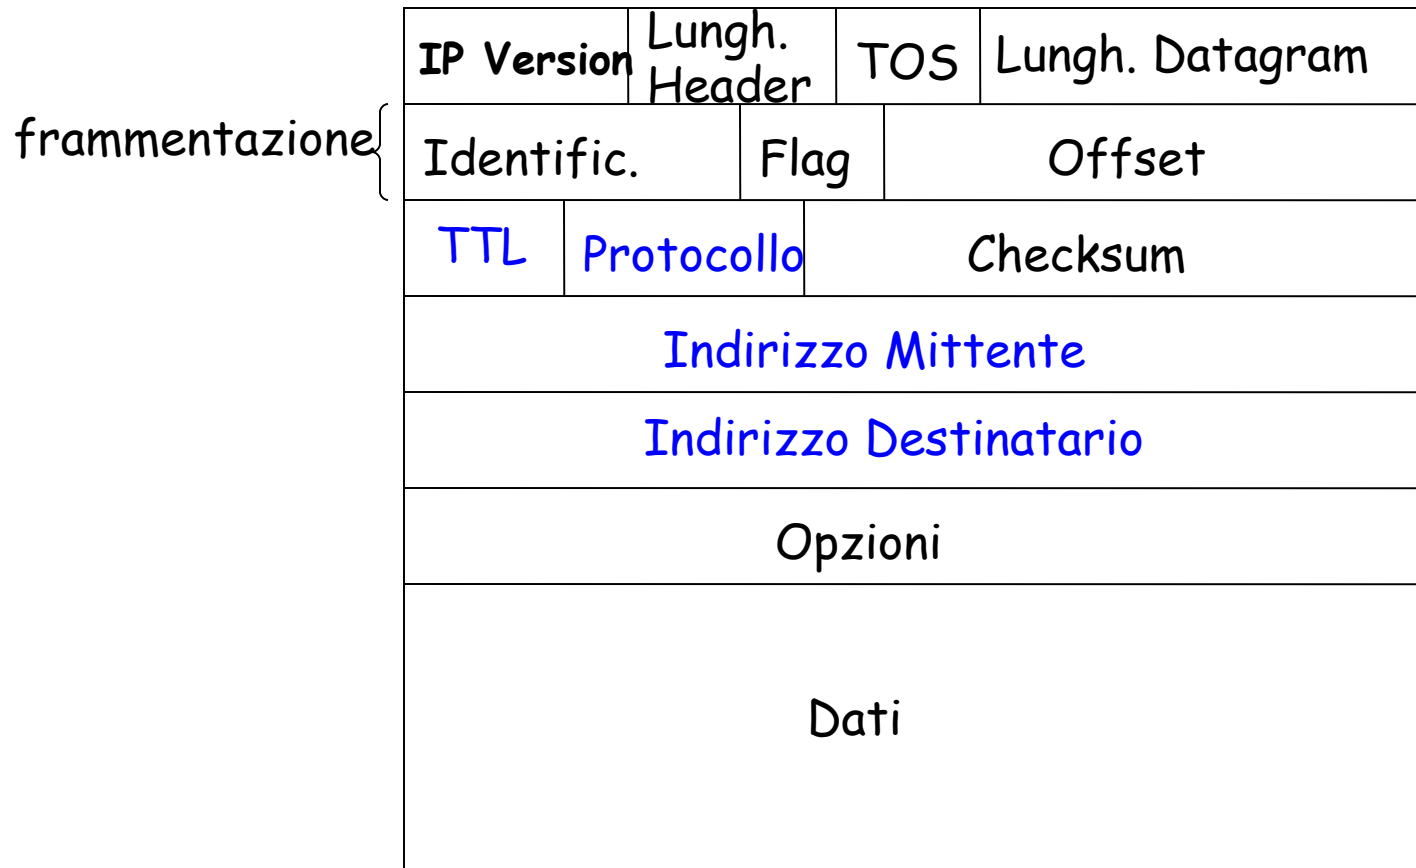 IP Version
Lungh.
Header
TOS
Lungh. Datagram
frammentazione
Identific.
Flag
Offset
TTL
Protocollo
Checksum
Indirizzo Mittente
Indirizzo Destinatario
Opzioni
Dati